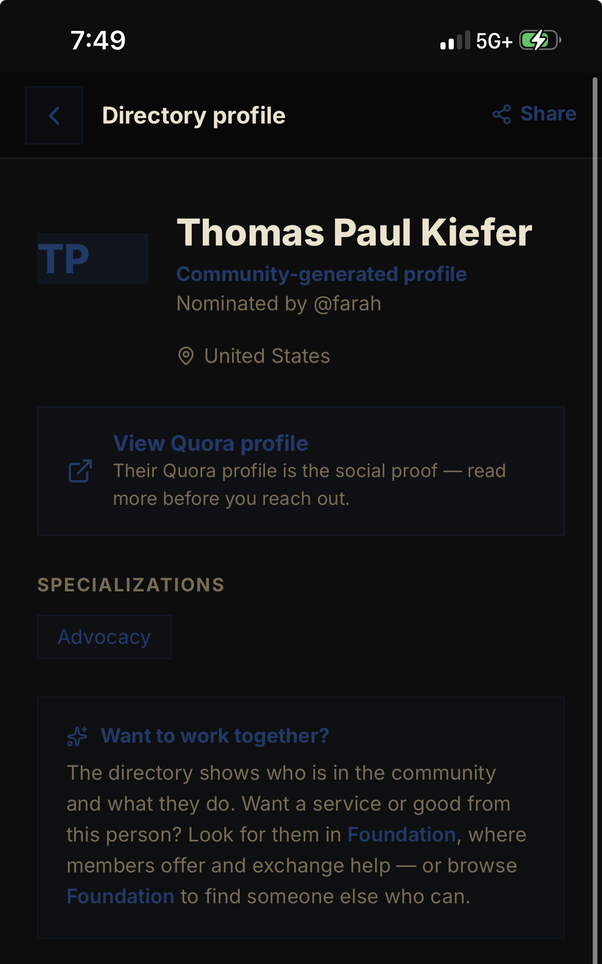 7:49
5G+
Directory profile
Share
TP
Thomas Paul Kiefer
Community-generated profile
Nominated by @farah
United States
View Quora profile
Their Quora profile is the social proof — read
more before you reach out.
SPECIALIZATIONS
Advocacy
Want to work together?
The directory shows who is in the community
and what they do. Want a service or good from
this person? Look for them in Foundation, where
members offer and exchange help — or browse
Foundation to find someone else who can.